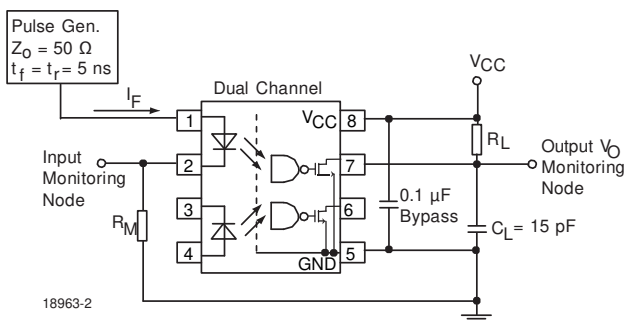 Pulse Gen.
Zo = 50 Ω
tf = tr = 5 ns
IF
Dual Channel
VCC
1
VCC
8
RL
Input
Monitoring
Node
2
7
Output VO
Monitoring
Node
3
6
0.1 µF
Bypass
RM
CL = 15 pF
4
5
GND
18963-2